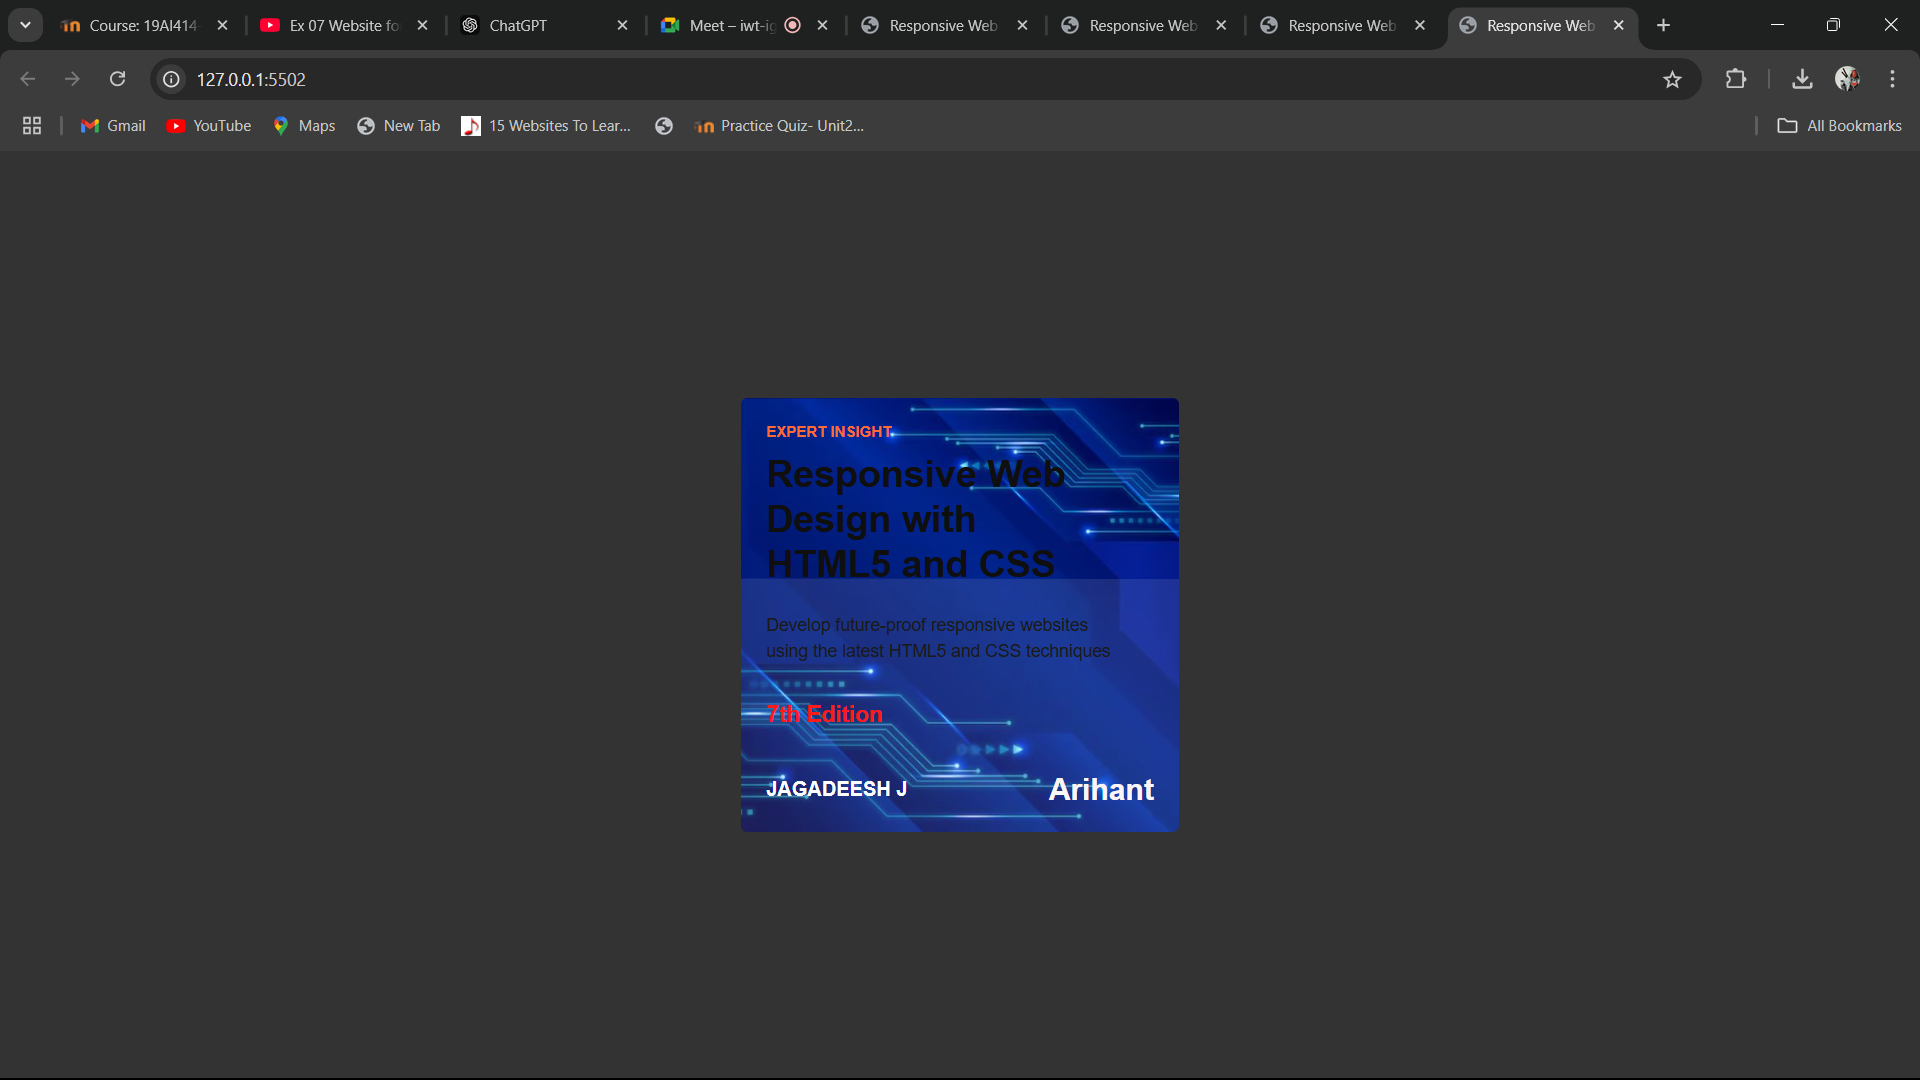 Course: 19AI414
Ex 07 Website fo
ChatGPT
Meet – iwt-ig
Responsive Web
Responsive Web
Responsive Web
Responsive Web
127.0.0.1:5502
Gmail
YouTube
Maps
New Tab
15 Websites To Lear...
Practice Quiz- Unit2...
All Bookmarks
EXPERT INSIGHT
Responsive Web
Design with
HTML5 and CSS
Develop future-proof responsive websites
using the latest HTML5 and CSS techniques
7th Edition
JAGADEESH J
Arihant